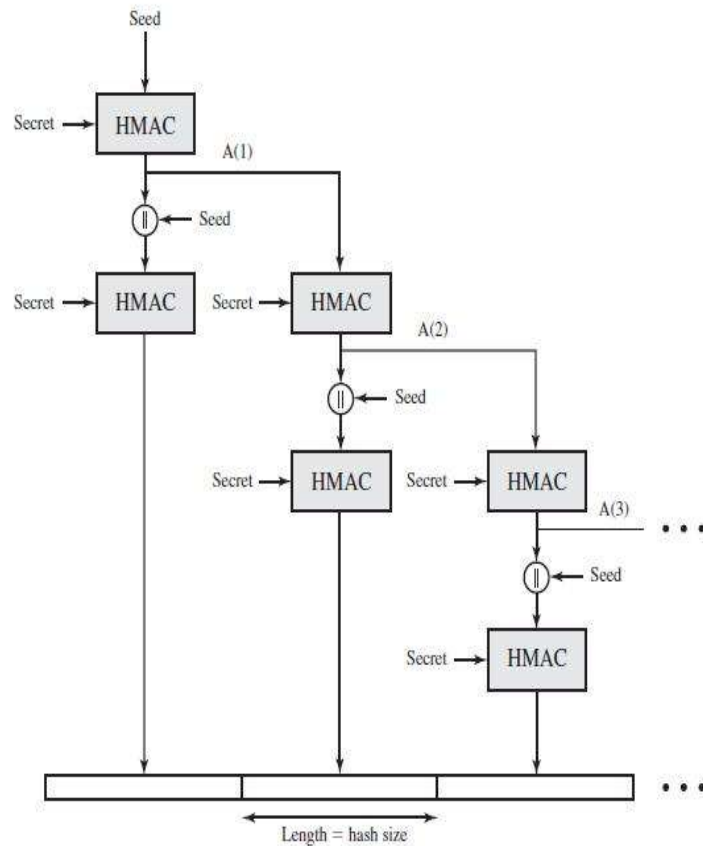 Seed
Secret
HMAC
A(1)
||
Seed
Secret
HMAC
Secret
HMAC
A(2)
||
Seed
Secret
HMAC
Secret
HMAC
A(3)
• • •
||
Seed
Secret
HMAC
• • •
Length = hash size